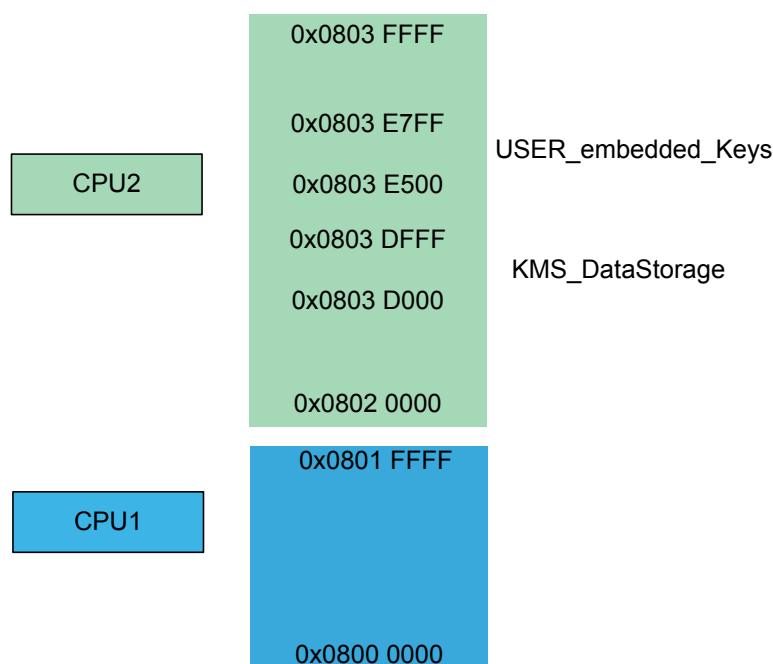 0x0803 FFFF
0x0803 E7FF
USER_embedded_Keys
CPU2
0x0803 E500
0x0803 DFFF
KMS_DataStorage
0x0803 D000
0x0802 0000
0x0801 FFFF
CPU1
0x0800 0000